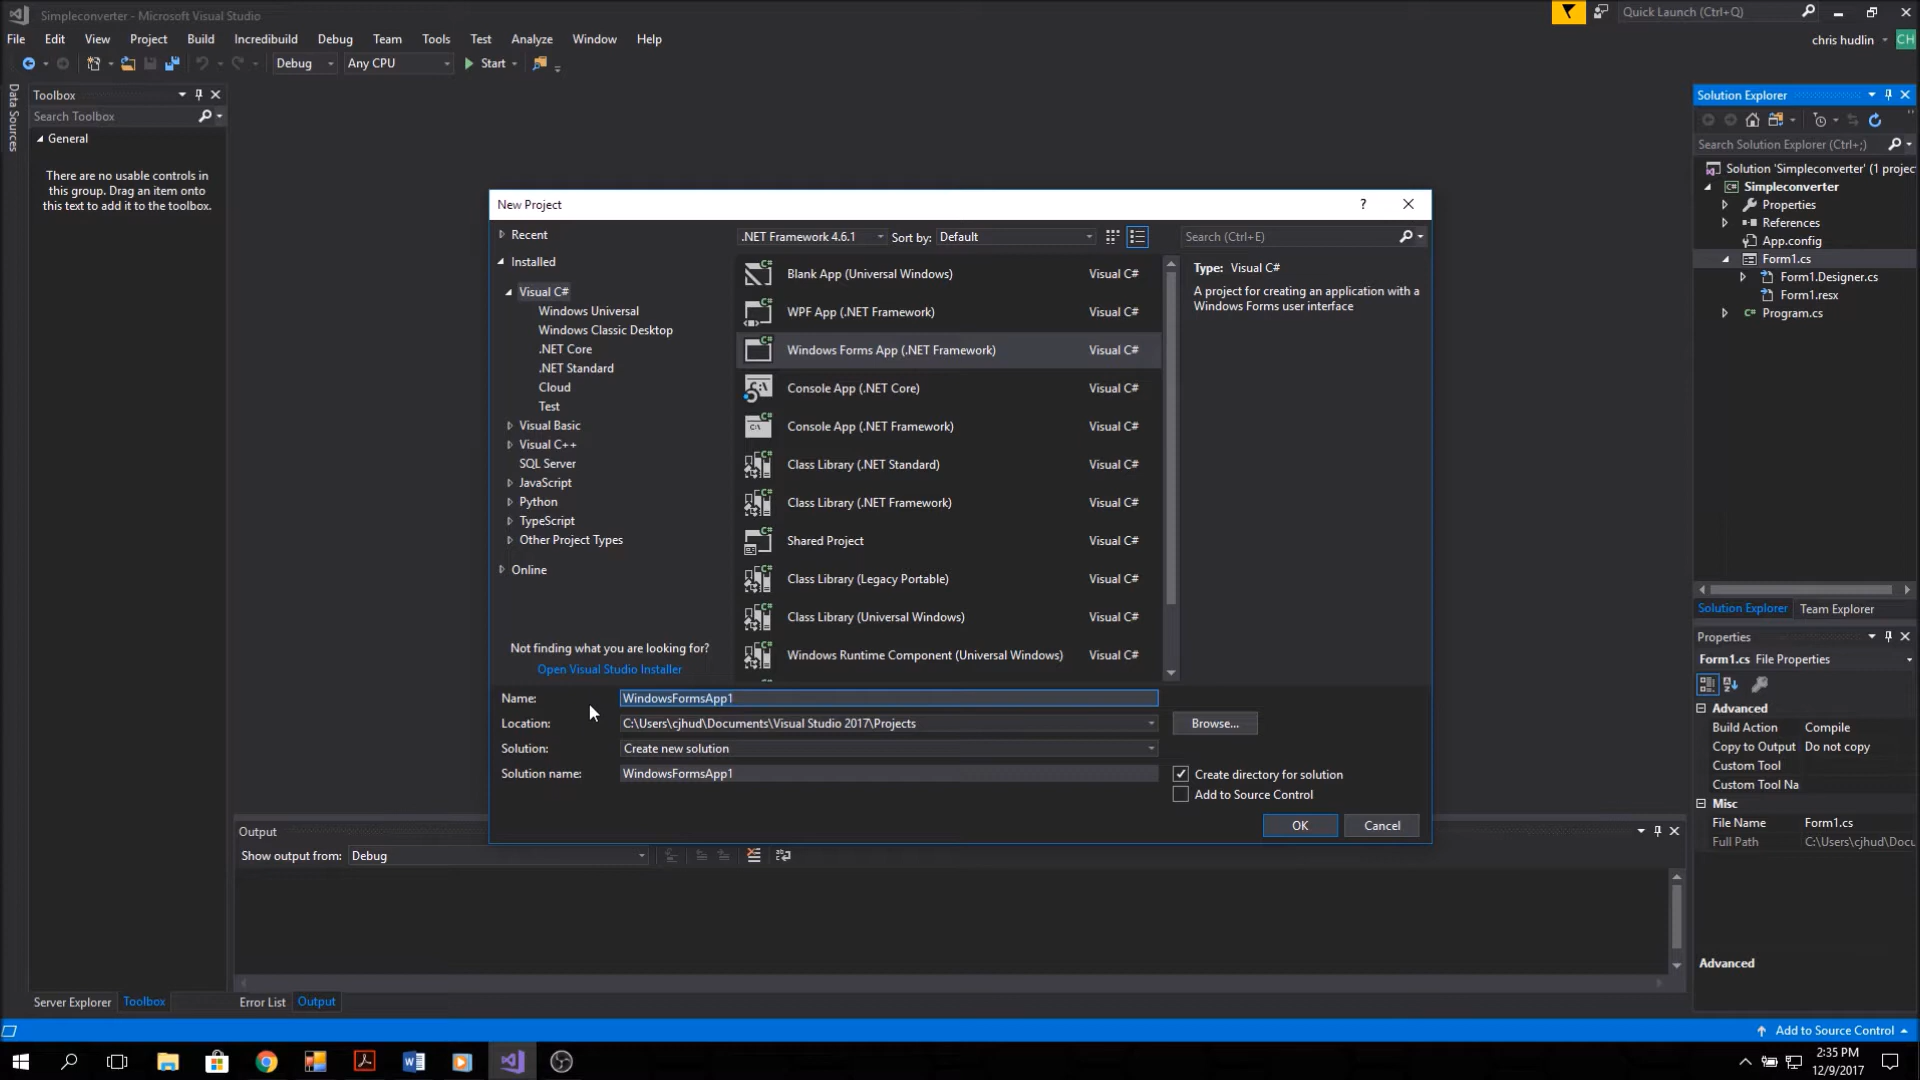 Simpleconverter - Microsoft Visual Studio
Quick Launch (Ctrl+Q)
File Edit View Project Build Incredibuild Debug Team Tools Test Analyze Window Help
chris hudlin CH
Debug Any CPU Start
Data Sources
Toolbox
Search Toolbox
General
There are no usable controls in
this group. Drag an item onto
this text to add it to the toolbox.
New Project
?
Recent
Installed
Visual C#
Windows Universal
Windows Classic Desktop
.NET Core
.NET Standard
Cloud
Test
Visual Basic
Visual C++
SQL Server
JavaScript
Python
TypeScript
Other Project Types
Online
Not finding what you are looking for?
Open Visual Studio Installer
.NET Framework 4.6.1 Sort by: Default
Search (Ctrl+E)
Blank App (Universal Windows) Visual C#
WPF App (.NET Framework) Visual C#
Windows Forms App (.NET Framework) Visual C#
Console App (.NET Core) Visual C#
Console App (.NET Framework) Visual C#
Class Library (.NET Standard) Visual C#
Class Library (.NET Framework) Visual C#
Shared Project Visual C#
Class Library (Legacy Portable) Visual C#
Class Library (Universal Windows) Visual C#
Windows Runtime Component (Universal Windows) Visual C#
Type: Visual C#
A project for creating an application with a
Windows Forms user interface
Name: WindowsFormsApp1
Location: C:\Users\cjhud\Documents\Visual Studio 2017\Projects
Browse...
Solution: Create new solution
Solution name: WindowsFormsApp1
Create directory for solution
Add to Source Control
OK Cancel
Solution Explorer
Search Solution Explorer (Ctrl+;)
Solution 'Simpleconverter' (1 projec
Simpleconverter
Properties
References
App.config
Form1.cs
Form1.Designer.cs
Form1.resx
Program.cs
Solution Explorer Team Explorer
Properties
Form1.cs File Properties
Advanced
Build Action Compile
Copy to Output Do not copy
Custom Tool
Custom Tool Na
Misc
File Name Form1.cs
Full Path C:\Users\cjhud\Docu
Advanced
Output
Show output from: Debug
Server Explorer Toolbox
Error List Output
Add to Source Control
2:35 PM
12/9/2017